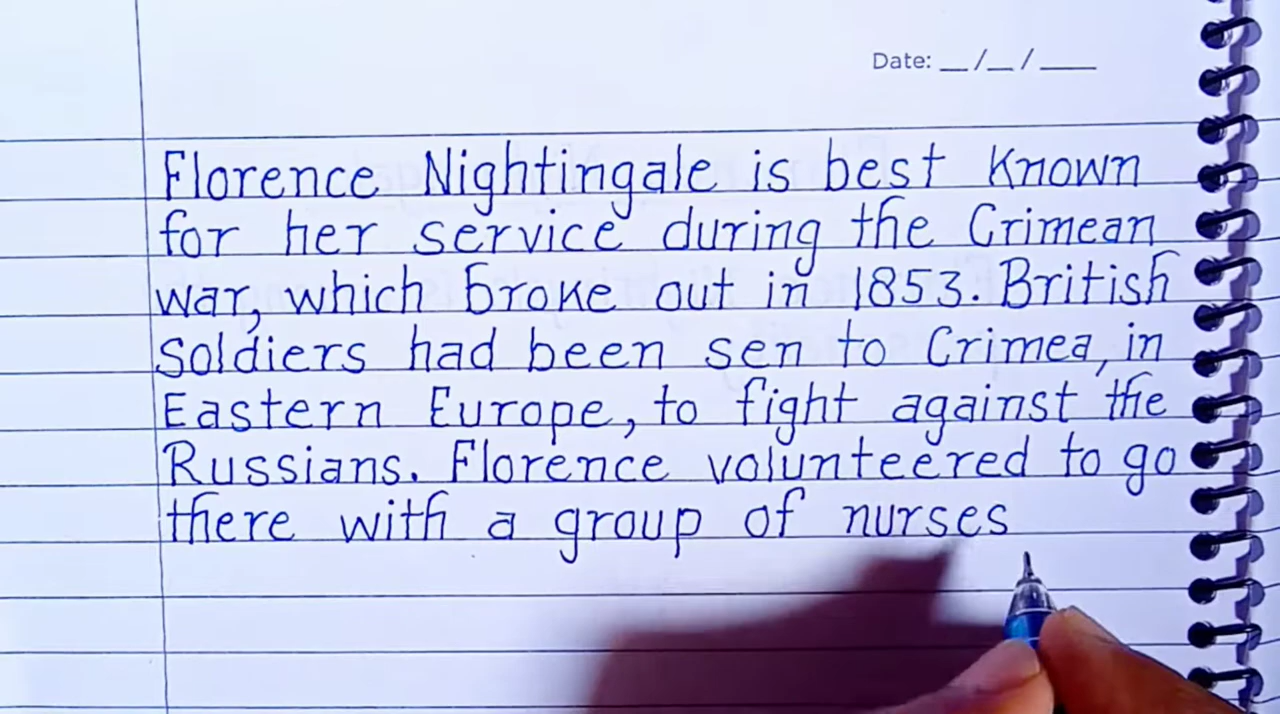 Date: __/__/____
Florence Nightingale is best Known
for her service during the Crimean
war, which broke out in 1853. British
Soldiers had been sen to Crimea, in
Eastern Europe, to fight against the
Russians. Florence volunteered to go
there with a group of nurses